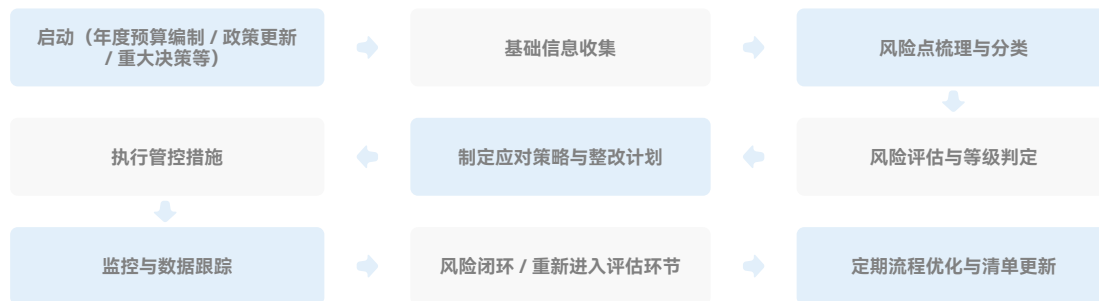 启动（年度预算编制 / 政策更新
/ 重大决策等）
基础信息收集
风险点梳理与分类
风险评估与等级判定
制定应对策略与整改计划
执行管控措施
监控与数据跟踪
风险闭环 / 重新进入评估环节
定期流程优化与清单更新